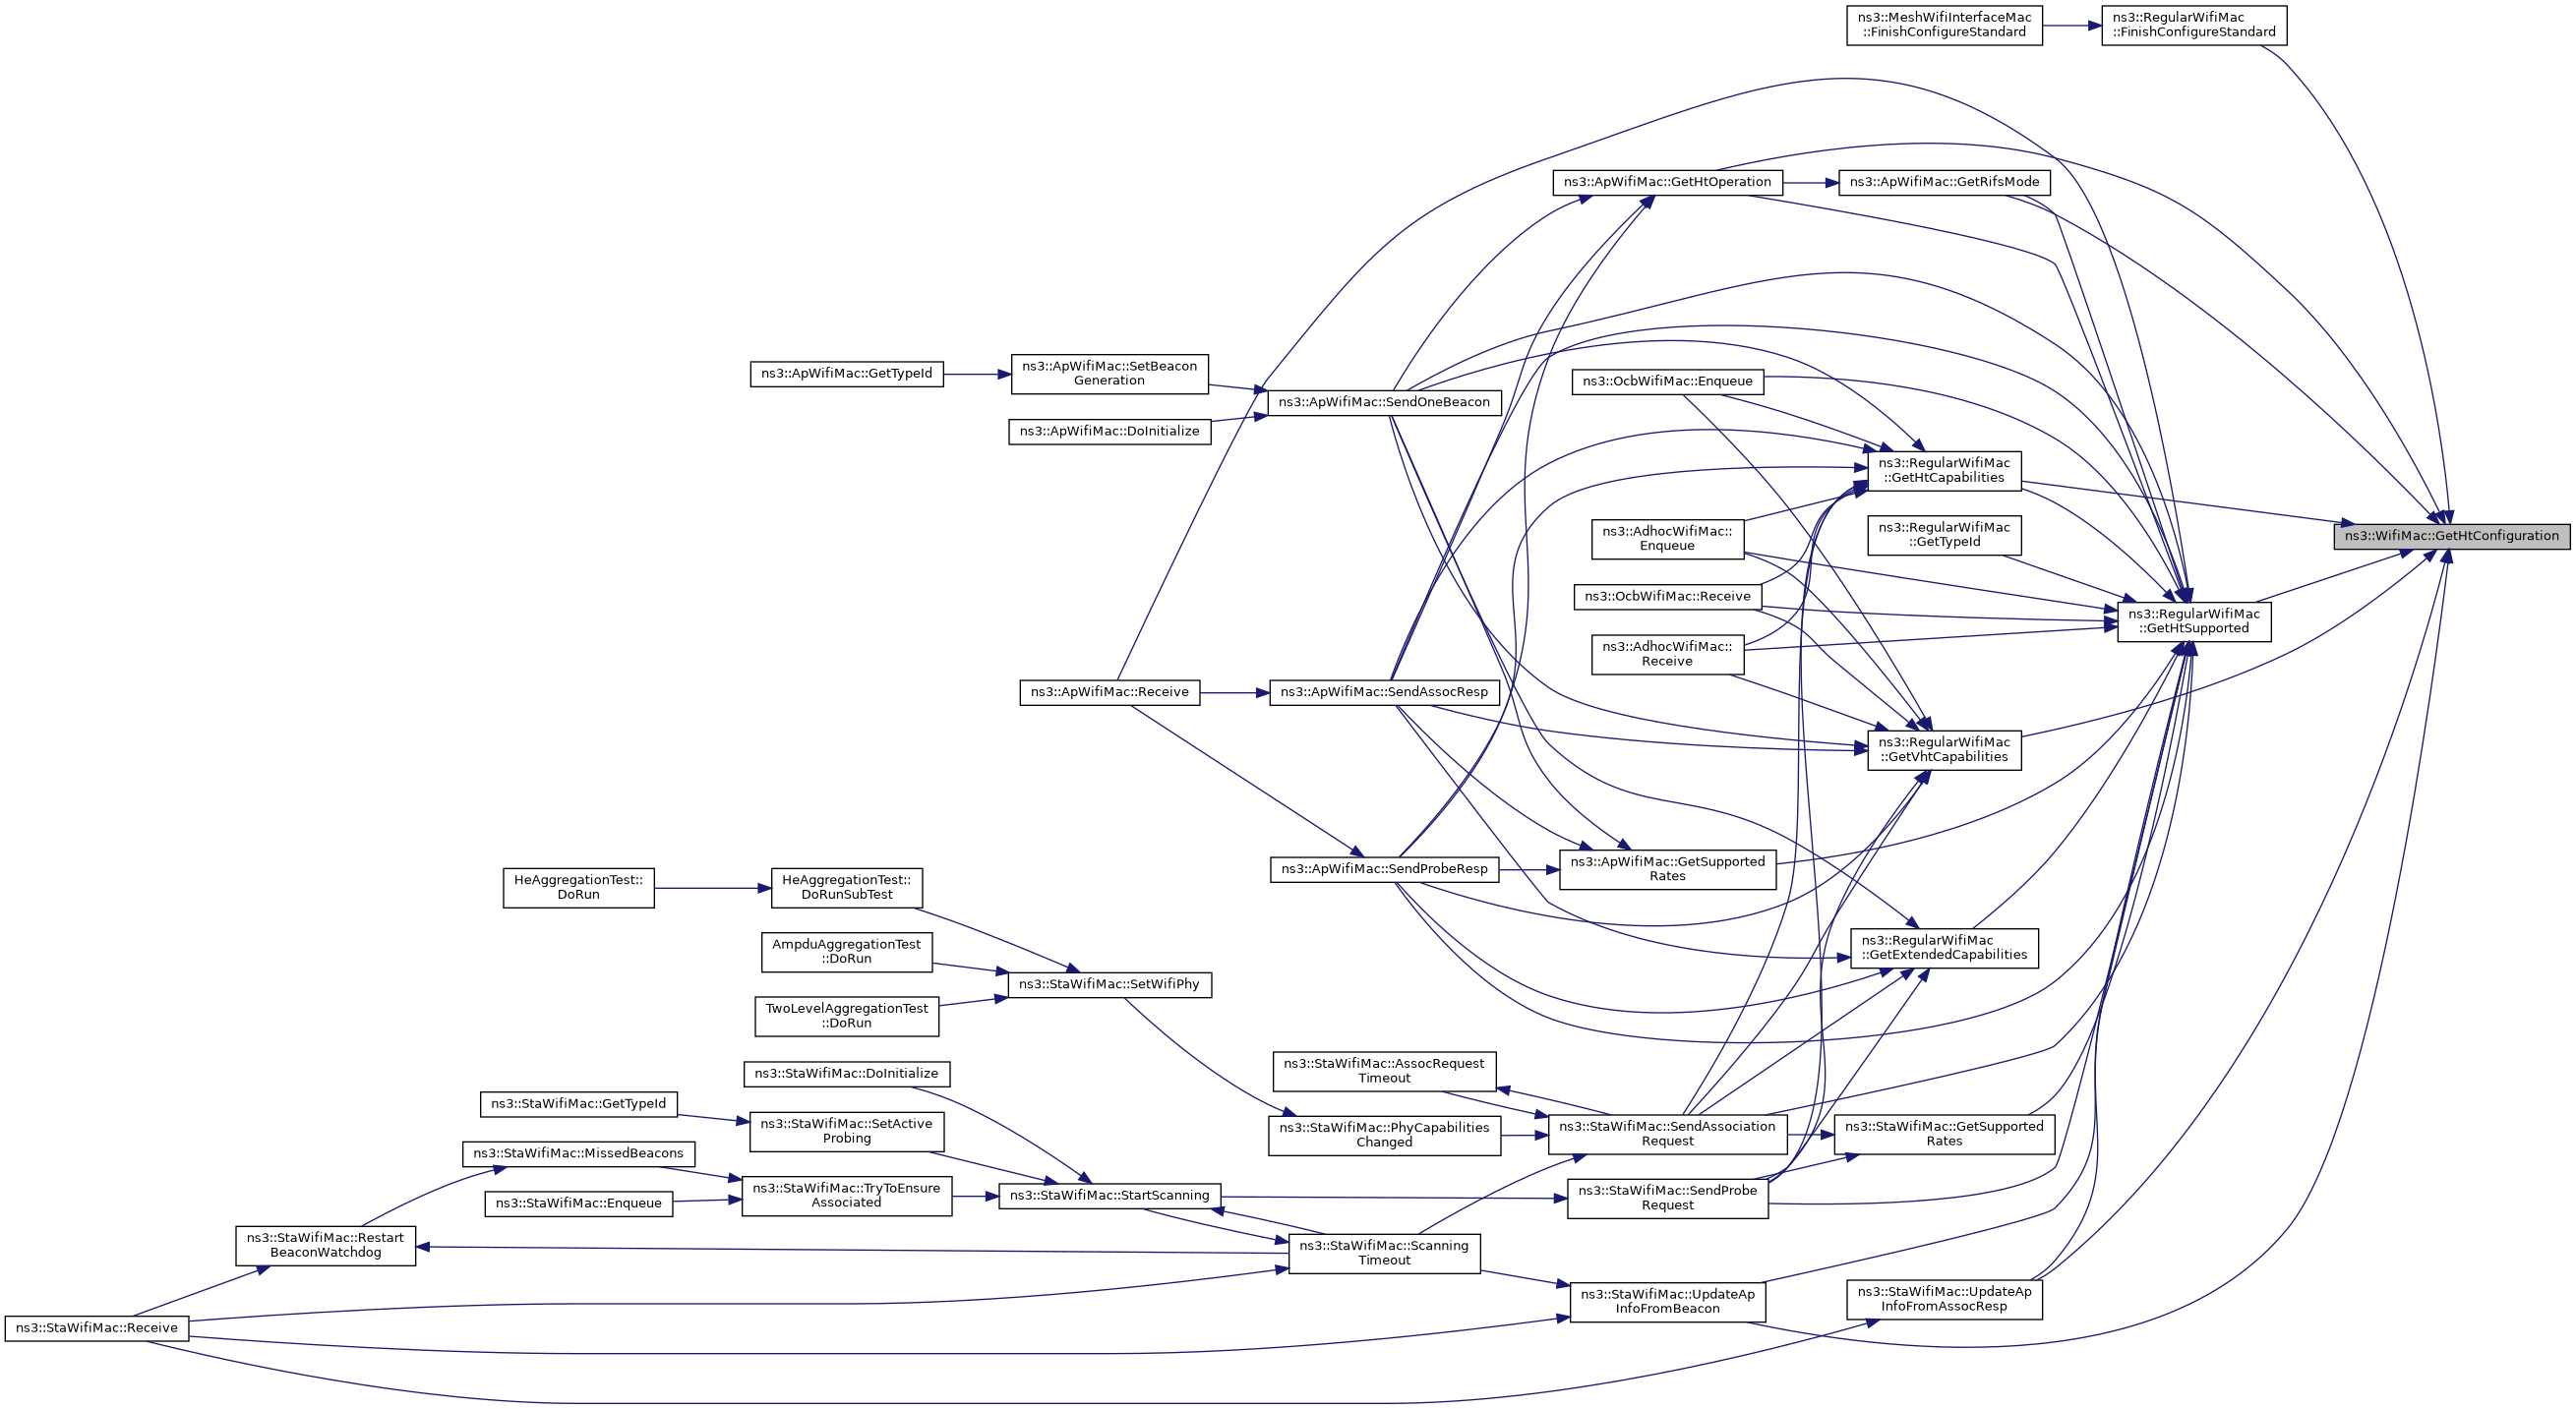 ns3::MeshWifiInterfaceMac
::FinishConfigureStandard
ns3::RegularWifiMac
::FinishConfigureStandard
ns3::ApWifiMac::GetHtOperation
ns3::ApWifiMac::GetRifsMode
ns3::ApWifiMac::GetTypeId
ns3::ApWifiMac::SetBeacon
Generation
ns3::ApWifiMac::DoInitialize
ns3::ApWifiMac::SendOneBeacon
ns3::OcbWifiMac::Enqueue
ns3::RegularWifiMac
::GetHtCapabilities
ns3::AdhocWifiMac::
Enqueue
ns3::RegularWifiMac
::GetTypeId
ns3::WifiMac::GetHtConfiguration
ns3::OcbWifiMac::Receive
ns3::RegularWifiMac
::GetHtSupported
ns3::AdhocWifiMac::
Receive
ns3::ApWifiMac::Receive
ns3::ApWifiMac::SendAssocResp
ns3::RegularWifiMac
::GetVhtCapabilities
ns3::ApWifiMac::SendProbeResp
ns3::ApWifiMac::GetSupported
Rates
HeAggregationTest::
DoRun
HeAggregationTest::
DoRunSubTest
AmpduAggregationTest
::DoRun
ns3::RegularWifiMac
::GetExtendedCapabilities
ns3::StaWifiMac::SetWifiPhy
TwoLevelAggregationTest
::DoRun
ns3::StaWifiMac::DoInitialize
ns3::StaWifiMac::AssocRequest
Timeout
ns3::StaWifiMac::GetTypeId
ns3::StaWifiMac::SetActive
Probing
ns3::StaWifiMac::PhyCapabilities
Changed
ns3::StaWifiMac::SendAssociation
Request
ns3::StaWifiMac::GetSupported
Rates
ns3::StaWifiMac::MissedBeacons
ns3::StaWifiMac::Enqueue
ns3::StaWifiMac::TryToEnsure
Associated
ns3::StaWifiMac::StartScanning
ns3::StaWifiMac::SendProbe
Request
ns3::StaWifiMac::Restart
BeaconWatchdog
ns3::StaWifiMac::Scanning
Timeout
ns3::StaWifiMac::UpdateAp
InfoFromBeacon
ns3::StaWifiMac::UpdateAp
InfoFromAssocResp
ns3::StaWifiMac::Receive